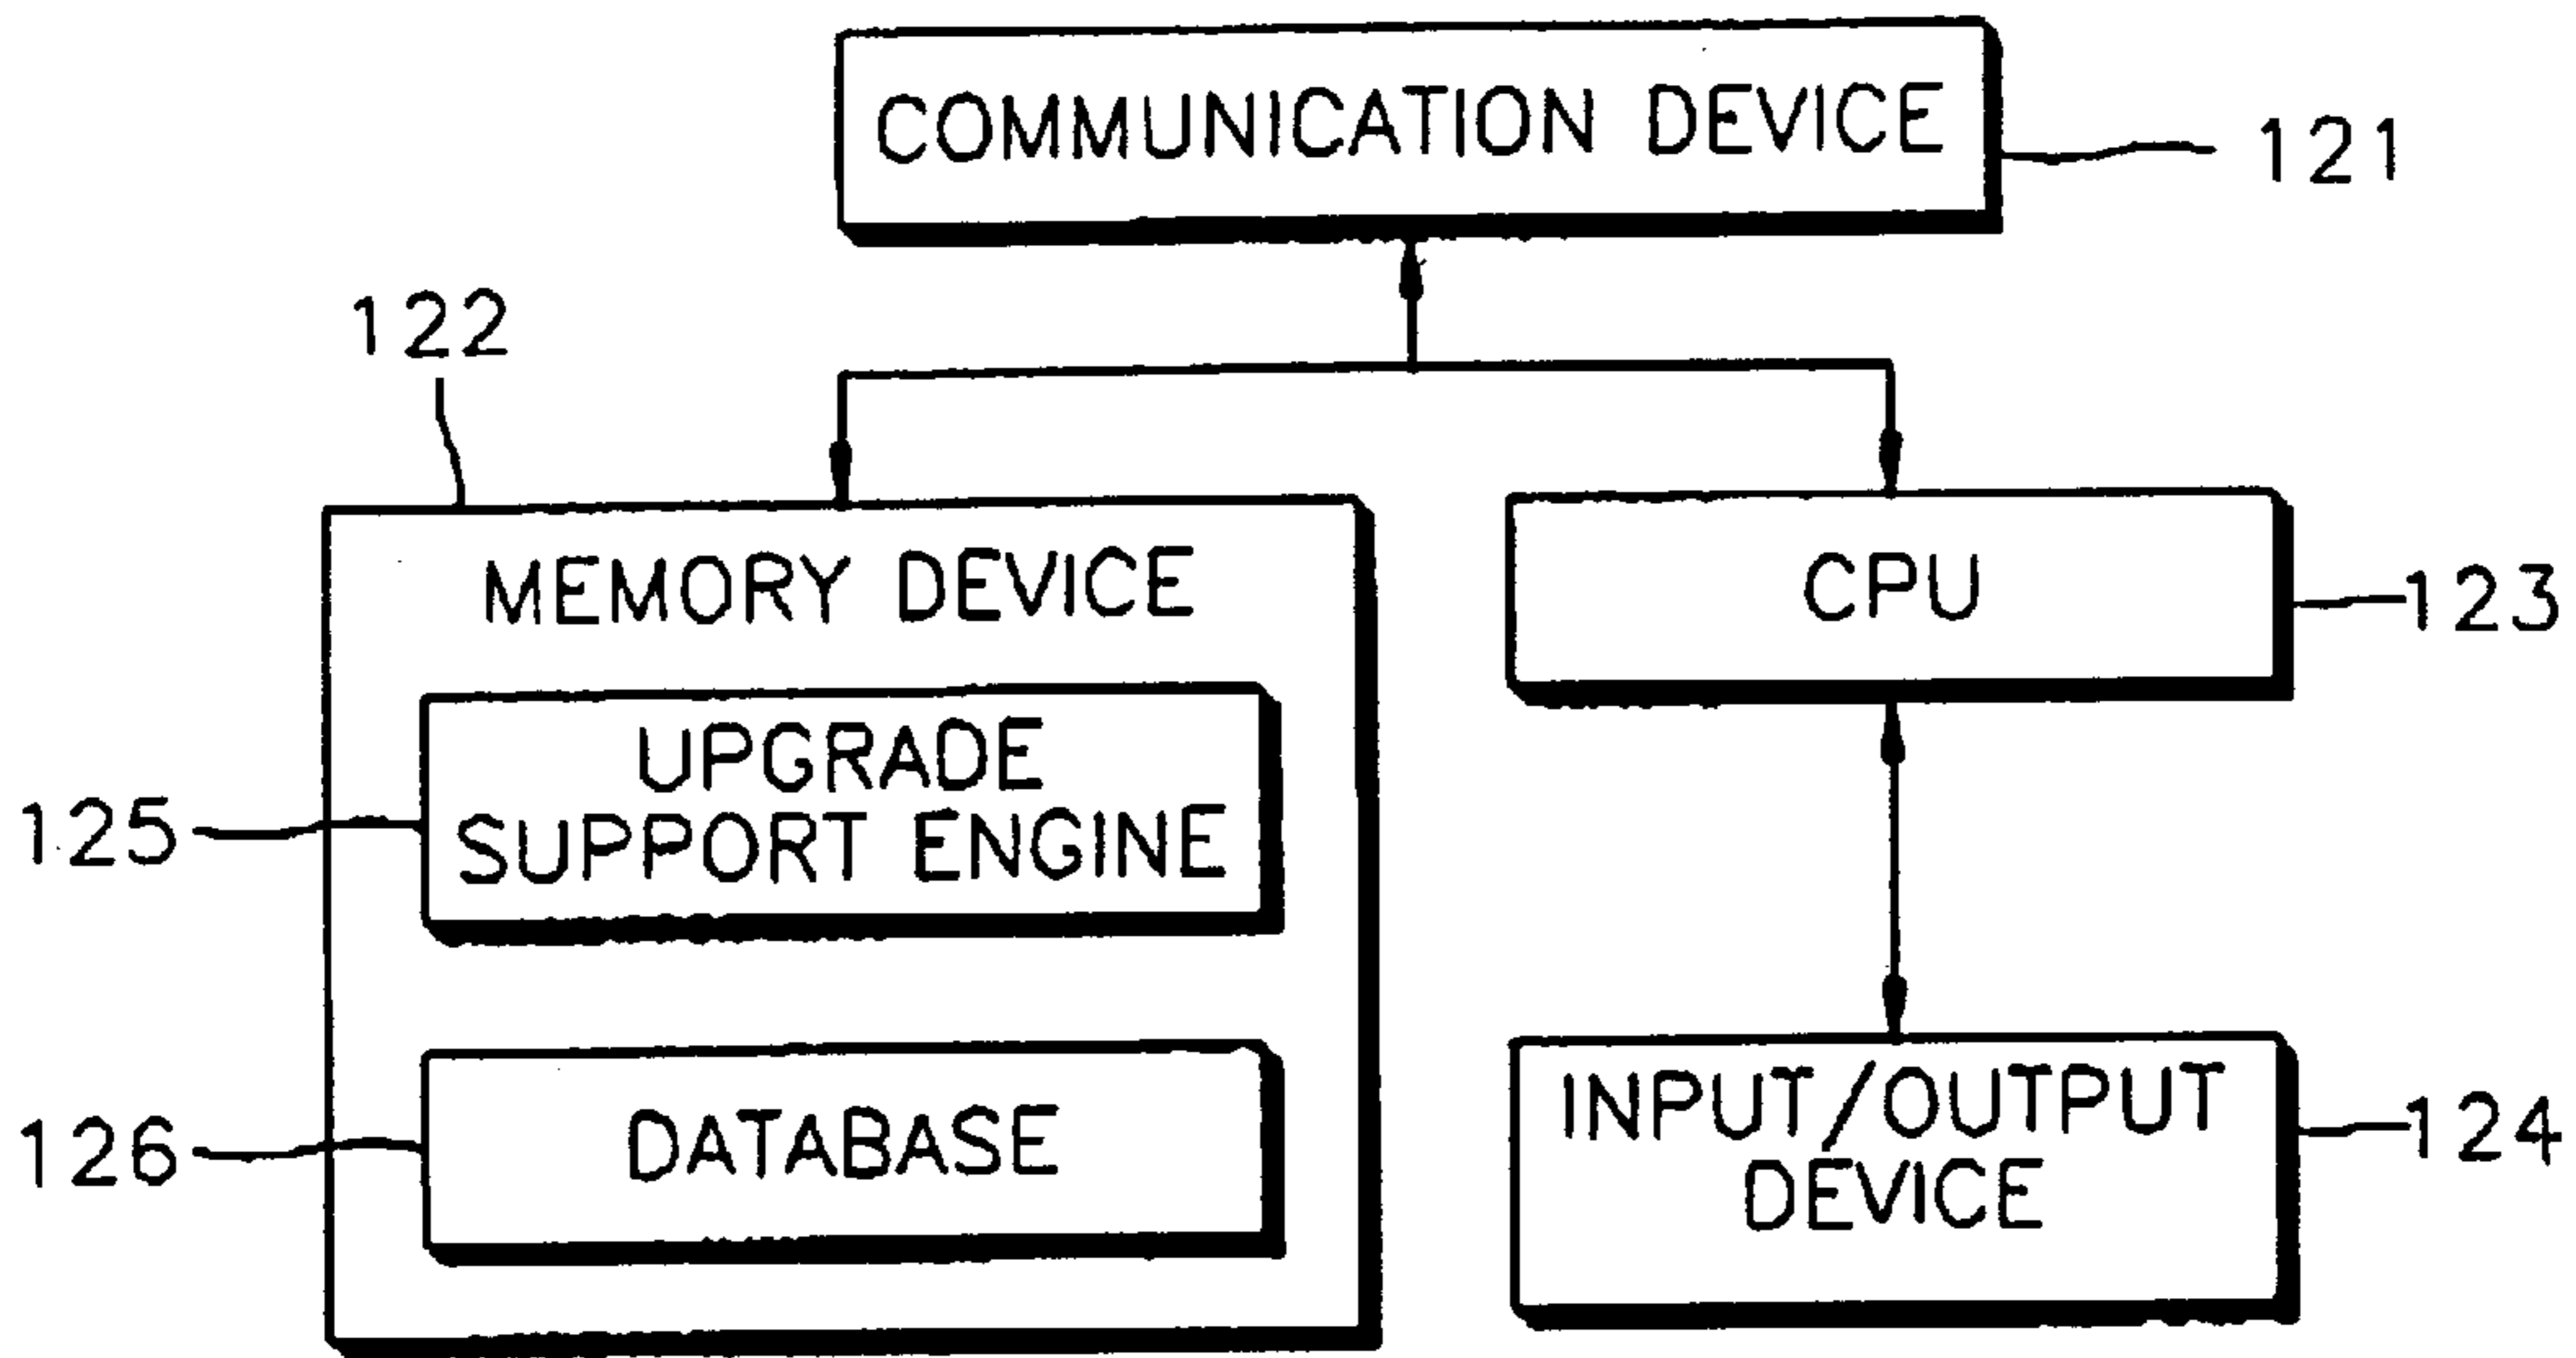 COMMUNICATION DEVICE
121
122
MEMORY DEVICE
CPU
123
UPGRADE
SUPPORT ENGINE
125
INPUT/OUTPUT
DEVICE
124
DATABASE
126